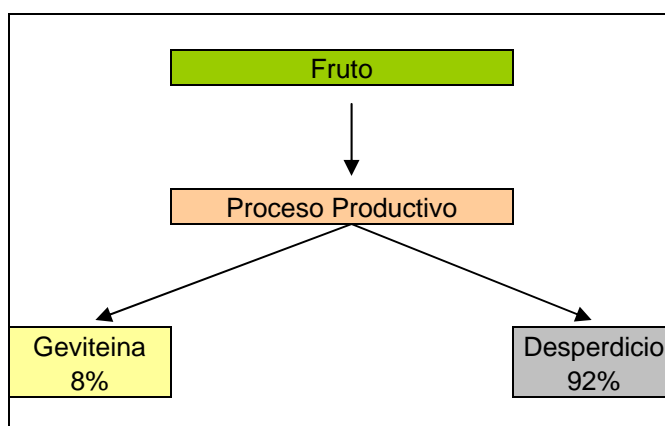 Fruto
Proceso Productivo
Geviteina
8%
Desperdicio
92%